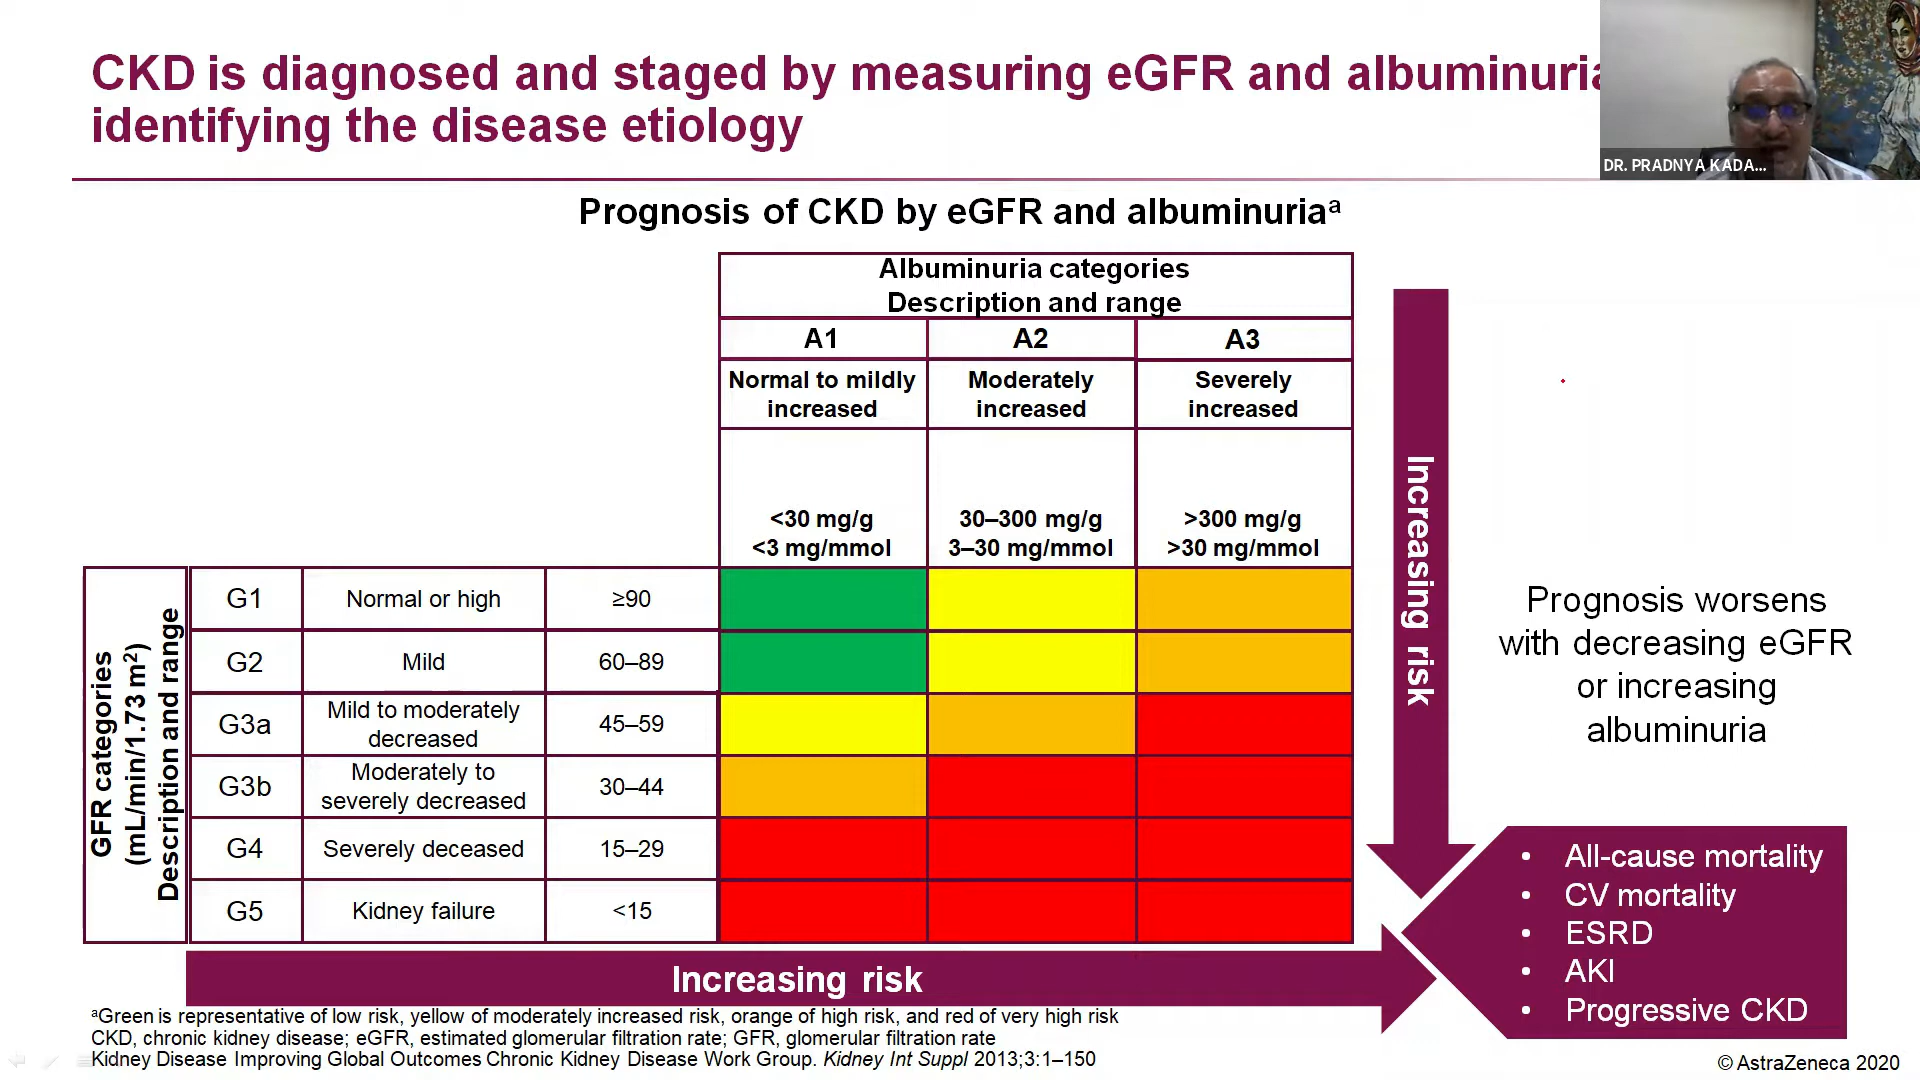 CKD is diagnosed and staged by measuring eGFR and albuminuria
identifying the disease etiology
DR. PRADNYA KADA...
Prognosis of CKD by eGFR and albuminuriaᵃ
Albuminuria categories
Description and range
A1
A2
A3
Normal to mildly
increased
Moderately
increased
Severely
increased
<30 mg/g
<3 mg/mmol
30–300 mg/g
3–30 mg/mmol
>300 mg/g
>30 mg/mmol
GFR categories
(mL/min/1.73 m²)
Description and range
G1
Normal or high
≥90
G2
Mild
60–89
G3a
Mild to moderately
decreased
45–59
G3b
Moderately to
severely decreased
30–44
G4
Severely deceased
15–29
G5
Kidney failure
<15
Increasing risk
Increasing risk
Prognosis worsens
with decreasing eGFR
or increasing
albuminuria
• All-cause mortality
• CV mortality
• ESRD
• AKI
• Progressive CKD
ᵃGreen is representative of low risk, yellow of moderately increased risk, orange of high risk, and red of very high risk
CKD, chronic kidney disease; eGFR, estimated glomerular filtration rate; GFR, glomerular filtration rate
Kidney Disease Improving Global Outcomes Chronic Kidney Disease Work Group. Kidney Int Suppl 2013;3:1–150
© AstraZeneca 2020